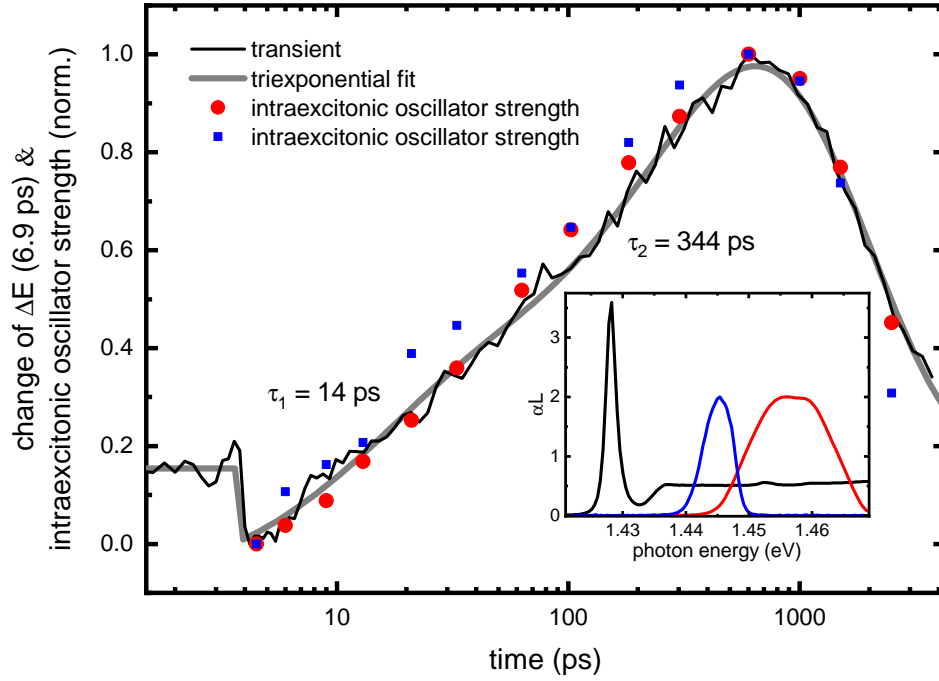 change of ΔE (6.9 ps) &
intraexcitonic oscillator strength (norm.)
1.0
0.8
0.6
0.4
0.2
0.0
transient
triexponential fit
intraexcitonic oscillator strength
intraexcitonic oscillator strength
τ2 = 344 ps
τ1 = 14 ps
αL
3
2
1
0
1.43 1.44 1.45 1.46
photon energy (eV)
10 100 1000
time (ps)